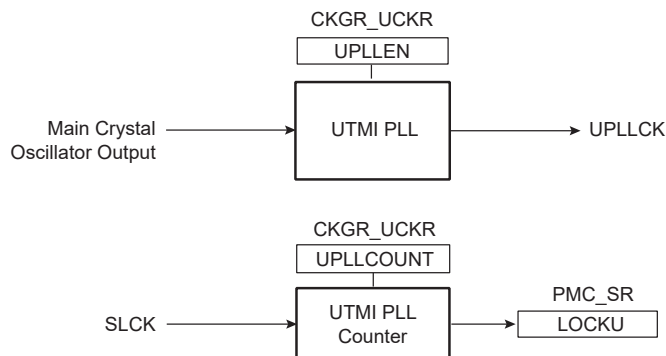 CKGR_UCKR
UPLLEN
Main Crystal
Oscillator Output
UTMI PLL
UPLLCK
CKGR_UCKR
UPLLCOUNT
SLCK
UTMI PLL
Counter
PMC_SR
LOCKU